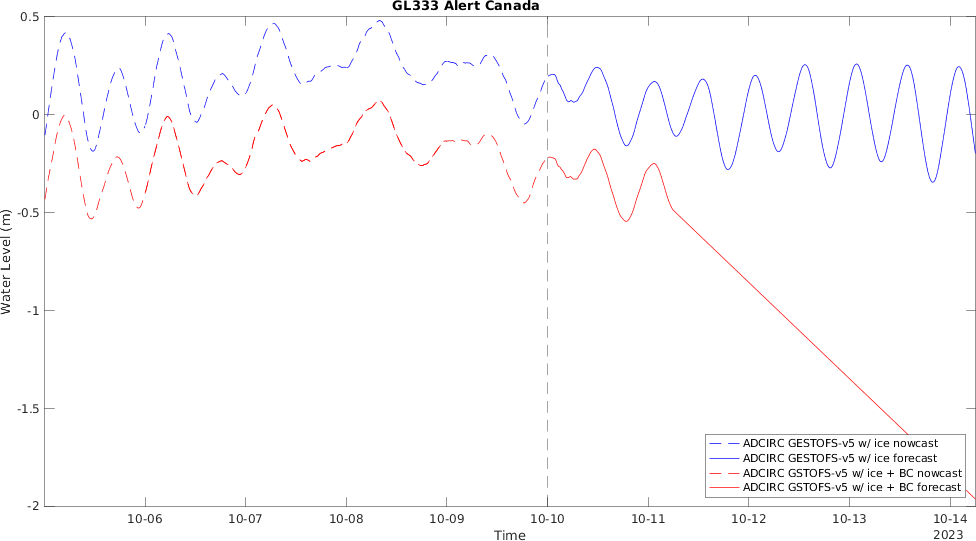 GL333 Alert Canada
0.5
0
-0.5
-1
-1.5
-2
Water Level (m)
ADCIRC GESTOFS-v5 w/ ice nowcast
ADCIRC GESTOFS-v5 w/ ice forecast
ADCIRC GSTOFS-v5 w/ ice + BC nowcast
ADCIRC GSTOFS-v5 w/ ice + BC forecast
10-06 10-07 10-08 10-09 10-10 10-11 10-12 10-13 10-14
2023
Time